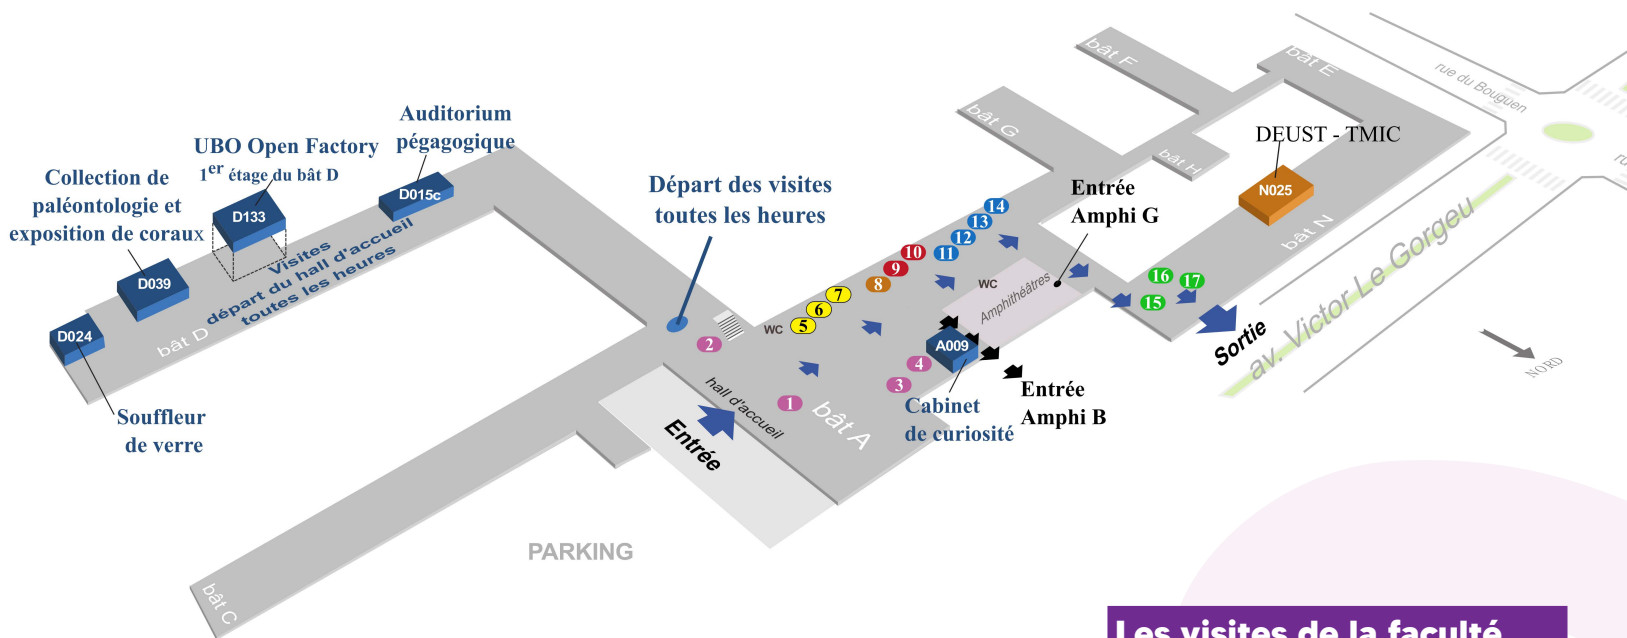 bât F
bât E
rue du Bouguen
bât G
bât H
DEUST - TMIC
N025
bât N
Auditorium
pégagogique
D015c
UBO Open Factory
1er étage du bât D
D133
Collection de
paléontologie et
exposition de coraux
D039
D024
Visites
départ du hall d'accueil
toutes les heures
bât D
Souffleur
de verre
Départ des visites
toutes les heures
Entrée
Amphi G
14
13
12
11
10
9
8
7
6
5
WC
WC
Amphithéâtres
16
17
15
Sortie
av. Victor Le Gorgeu
NORD
2
1
3
4
A009
hall d'accueil
bât A
Cabinet
de curiosité
Entrée
Amphi B
Entrée
PARKING
bât C
Les visites de la faculté